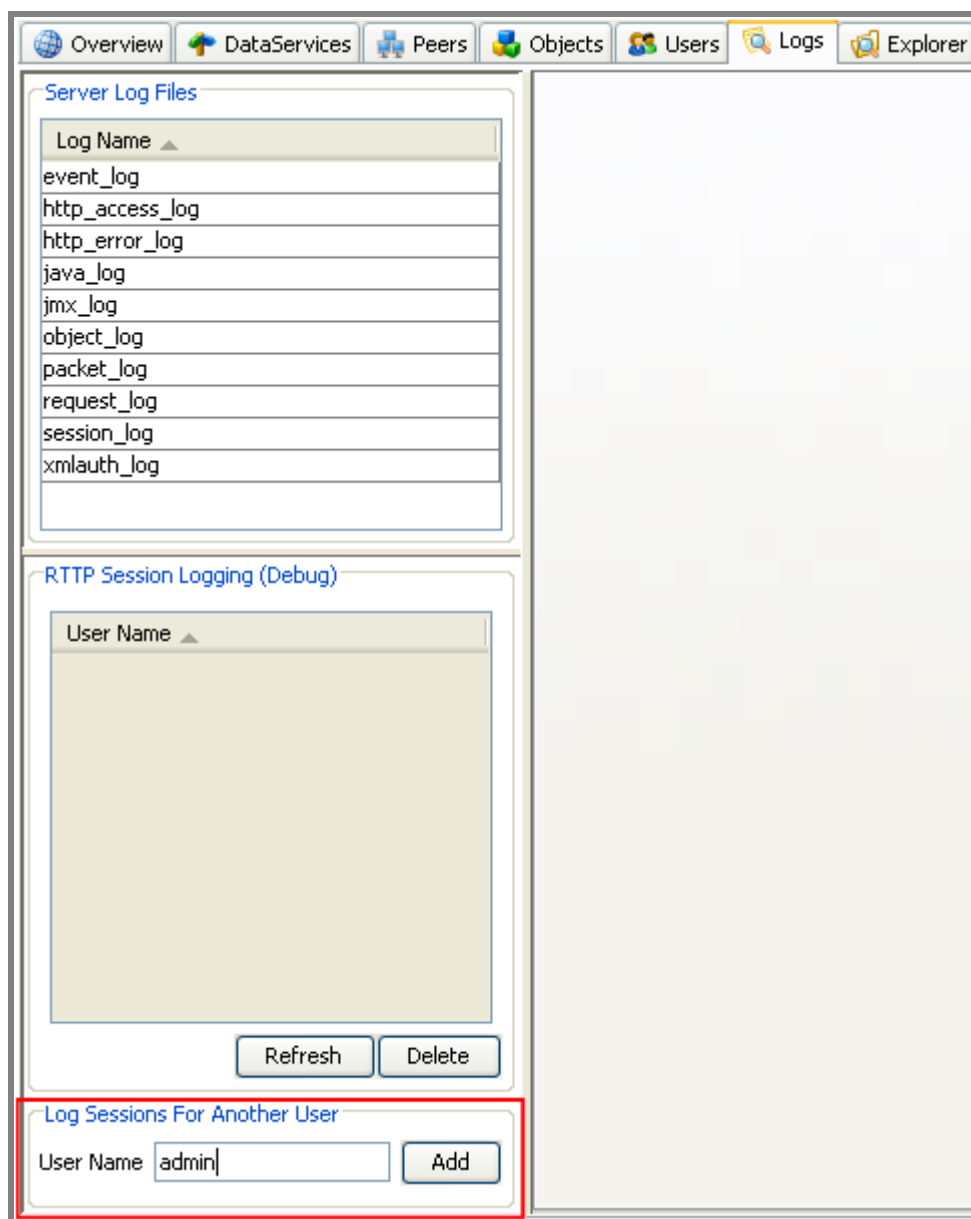 Overview DataServices Peers Objects Users Logs Explorer
Server Log Files
Log Name
event_log
http_access_log
http_error_log
java_log
jmx_log
object_log
packet_log
request_log
session_log
xmlauth_log
RTTP Session Logging (Debug)
User Name
Refresh Delete
Log Sessions For Another User
User Name admin Add